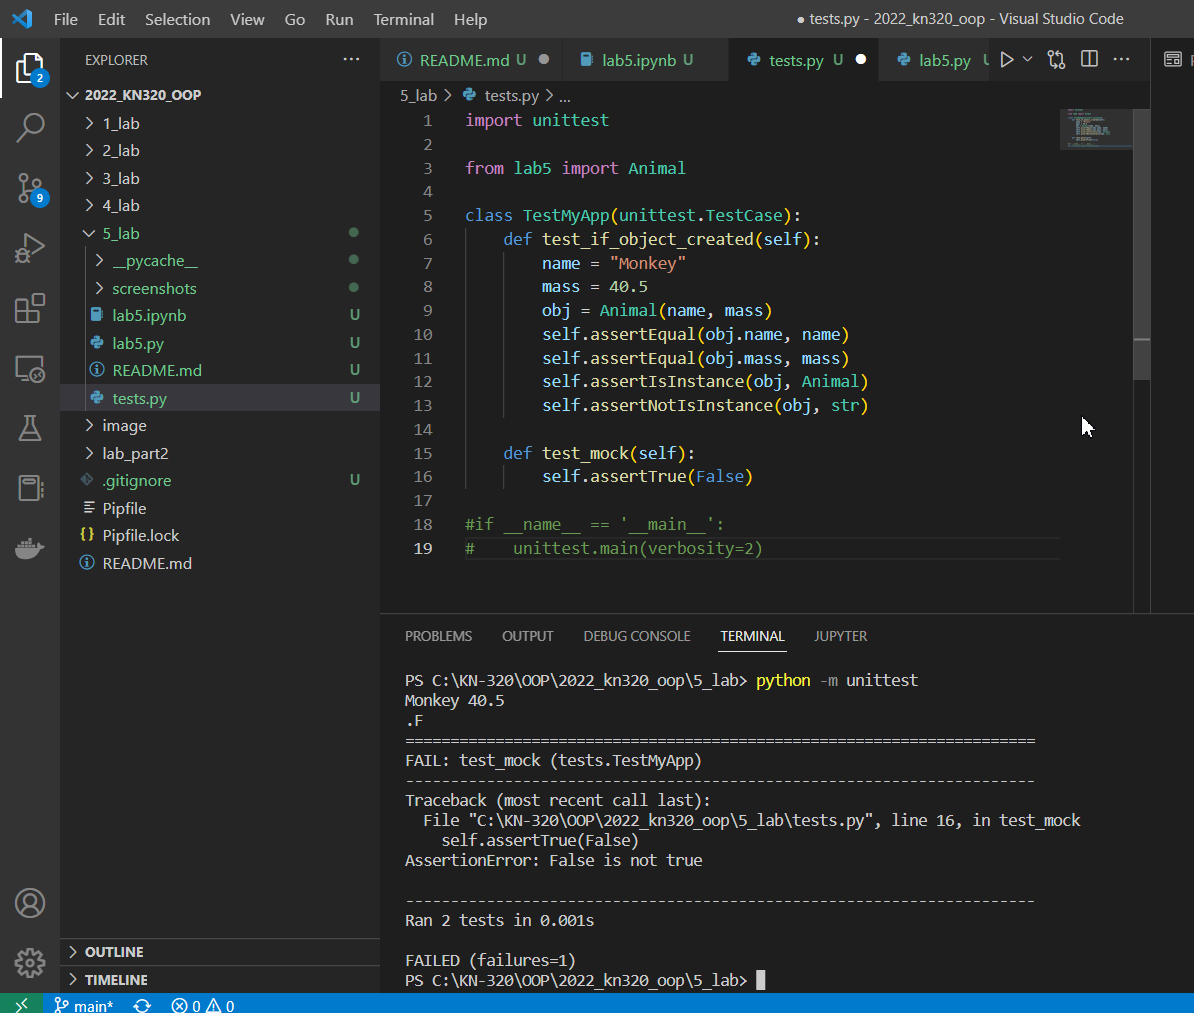 File Edit Selection View Go Run Terminal Help
● tests.py - 2022_kn320_oop - Visual Studio Code
EXPLORER ...
2022_KN320_OOP
1_lab
2_lab
3_lab
4_lab
5_lab
__pycache__
screenshots
lab5.ipynb U
lab5.py U
README.md U
tests.py U
image
lab_part2
.gitignore U
Pipfile
Pipfile.lock
README.md
OUTLINE
TIMELINE
2
9
README.md U
lab5.ipynb U
tests.py U
lab5.py U
5_lab > tests.py > ...
1 import unittest
2
3 from lab5 import Animal
4
5 class TestMyApp(unittest.TestCase):
6 def test_if_object_created(self):
7 name = "Monkey"
8 mass = 40.5
9 obj = Animal(name, mass)
10 self.assertEqual(obj.name, name)
11 self.assertEqual(obj.mass, mass)
12 self.assertIsInstance(obj, Animal)
13 self.assertNotIsInstance(obj, str)
14
15 def test_mock(self):
16 self.assertTrue(False)
17
18 #if __name__ == '__main__':
19 # unittest.main(verbosity=2)
PROBLEMS OUTPUT DEBUG CONSOLE TERMINAL JUPYTER
PS C:\KN-320\OOP\2022_kn320_oop\5_lab> python -m unittest
Monkey 40.5
.F
======================================================================
FAIL: test_mock (tests.TestMyApp)
----------------------------------------------------------------------
Traceback (most recent call last):
File "C:\KN-320\OOP\2022_kn320_oop\5_lab\tests.py", line 16, in test_mock
self.assertTrue(False)
AssertionError: False is not true
----------------------------------------------------------------------
Ran 2 tests in 0.001s
FAILED (failures=1)
PS C:\KN-320\OOP\2022_kn320_oop\5_lab>
main* 0 0